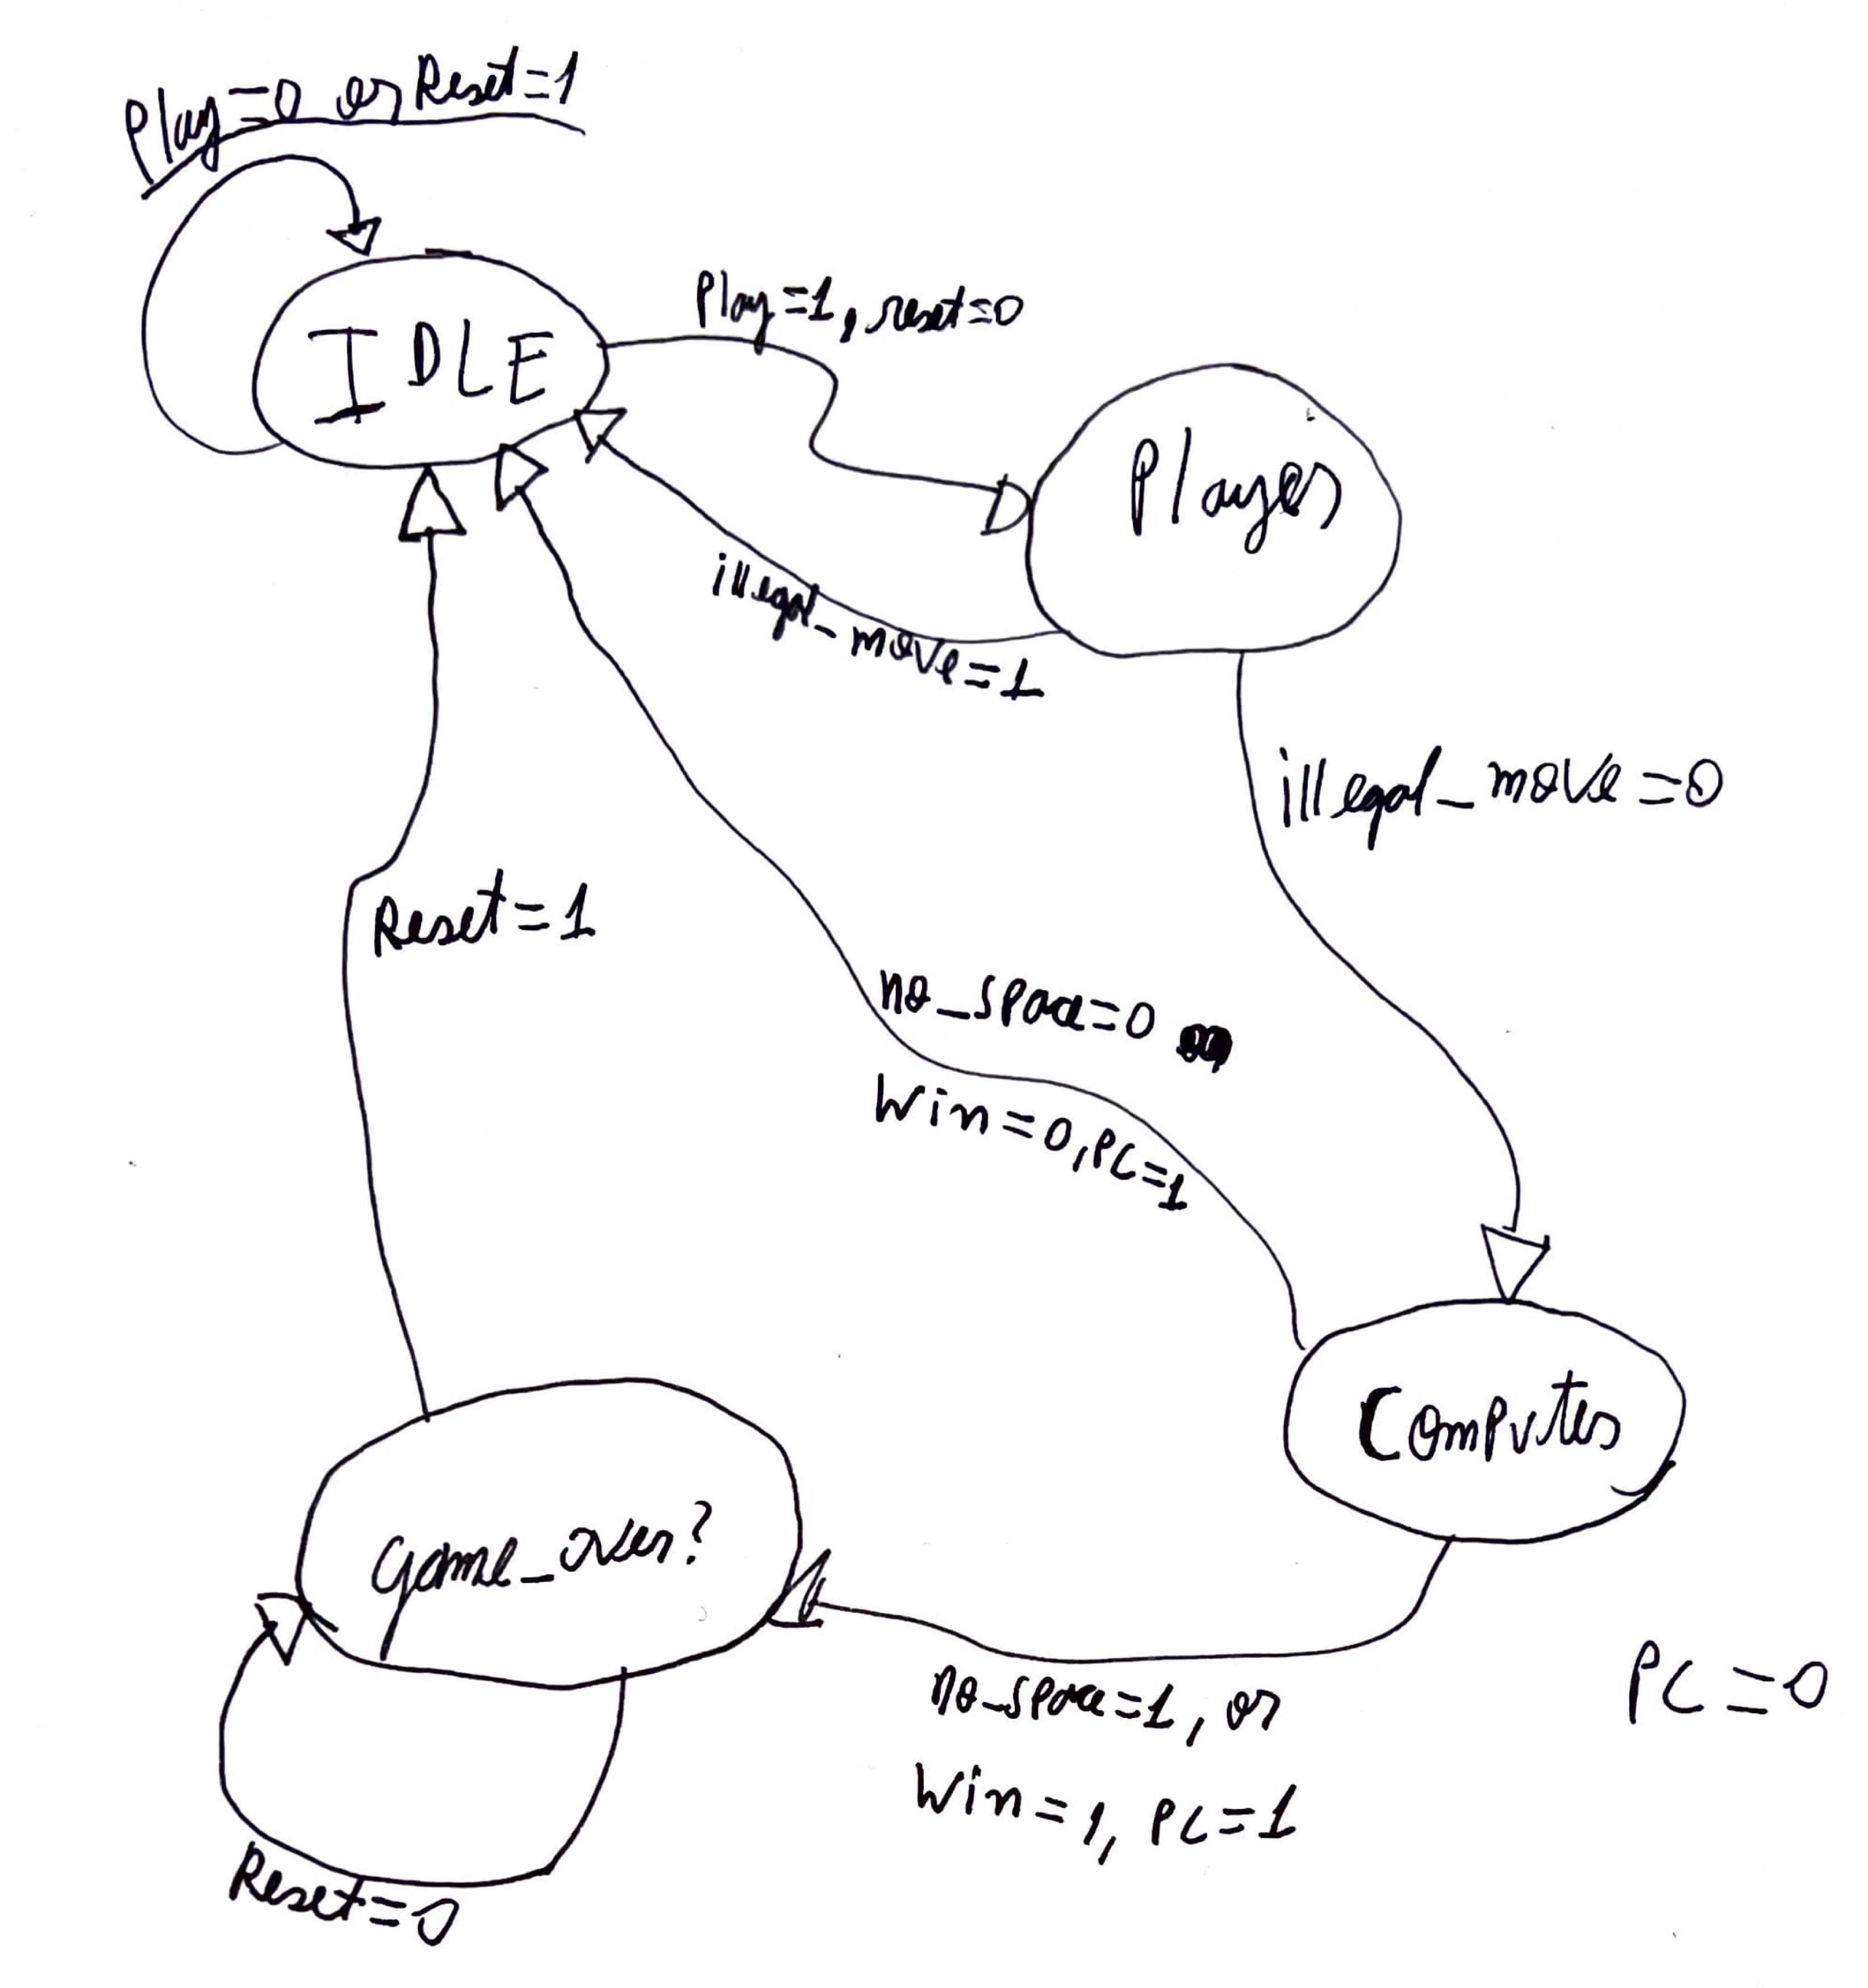 Play=0 or Reset=1
IDLE
Play=1, reset=0
Player
illegal_move=1
illegal_move=0
Reset=1
no_space=0
Win=0, PC=1
Computer
game_over?
no_space=1, or
Win=1, PC=1
PC=0
Reset=0